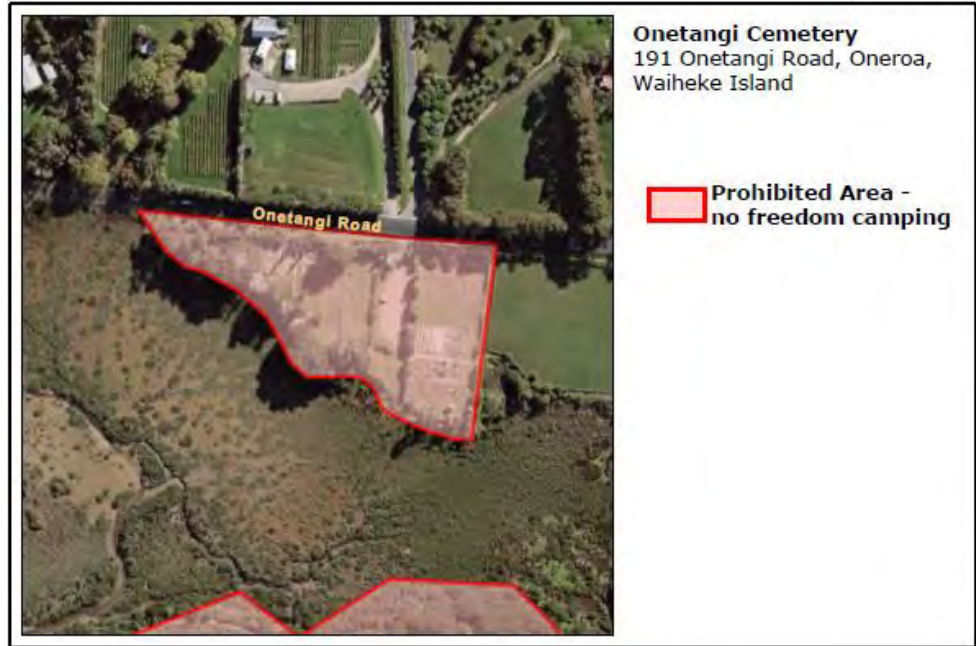 Onetangi Cemetery
191 Onetangi Road, Oneroa,
Waiheke Island
Prohibited Area -
no freedom camping
Onetangi Road